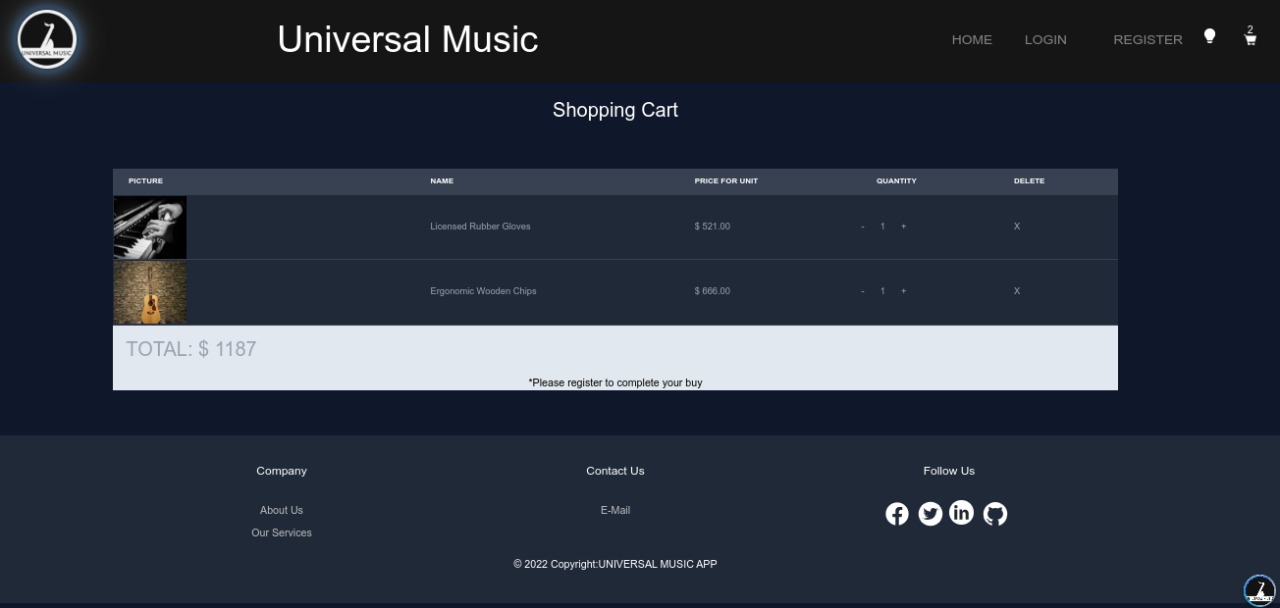 UNIVERSAL MUSIC
Universal Music
HOME LOGIN REGISTER 2
Shopping Cart
PICTURE NAME PRICE FOR UNIT QUANTITY DELETE
Licensed Rubber Gloves $ 521.00 - 1 + X
Ergonomic Wooden Chips $ 666.00 - 1 + X
TOTAL: $ 1187
*Please register to complete your buy
Company Contact Us Follow Us
About Us E-Mail
Our Services
© 2022 Copyright:UNIVERSAL MUSIC APP